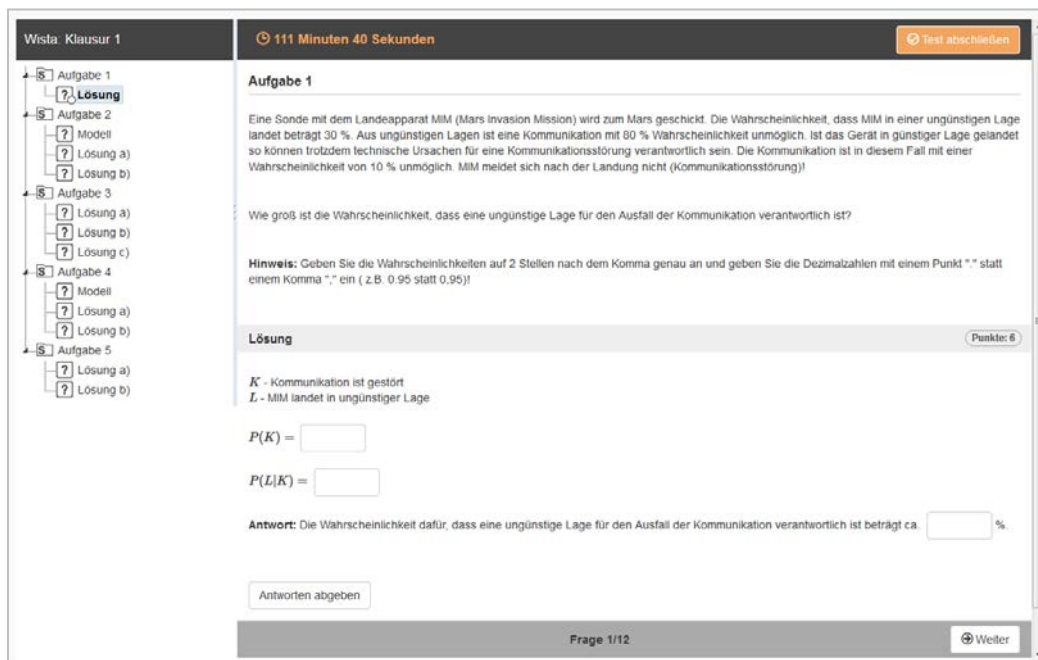 Wista: Klausur 1
111 Minuten 40 Sekunden
Test abschließen
S Aufgabe 1
? Lösung
S Aufgabe 2
? Modell
? Lösung a)
? Lösung b)
S Aufgabe 3
? Lösung a)
? Lösung b)
? Lösung c)
S Aufgabe 4
? Modell
? Lösung a)
? Lösung b)
S Aufgabe 5
? Lösung a)
? Lösung b)
Aufgabe 1
Eine Sonde mit dem Landeapparat MIM (Mars Invasion Mission) wird zum Mars geschickt. Die Wahrscheinlichkeit, dass MIM in einer ungünstigen Lage
landet beträgt 30 %. Aus ungünstigen Lagen ist eine Kommunikation mit 80 % Wahrscheinlichkeit unmöglich. Ist das Gerät in günstiger Lage gelandet
so können trotzdem technische Ursachen für eine Kommunikationsstörung verantwortlich sein. Die Kommunikation ist in diesem Fall mit einer
Wahrscheinlichkeit von 10 % unmöglich. MIM meldet sich nach der Landung nicht (Kommunikationsstörung)!
Wie groß ist die Wahrscheinlichkeit, dass eine ungünstige Lage für den Ausfall der Kommunikation verantwortlich ist?
Hinweis: Geben Sie die Wahrscheinlichkeiten auf 2 Stellen nach dem Komma genau an und geben Sie die Dezimalzahlen mit einem Punkt "." statt
einem Komma "," ein ( z.B. 0.95 statt 0,95)!
Lösung
Punkte: 6
K - Kommunikation ist gestört
L - MIM landet in ungünstiger Lage
P(K) =
P(L|K) =
Antwort: Die Wahrscheinlichkeit dafür, dass eine ungünstige Lage für den Ausfall der Kommunikation verantwortlich ist beträgt ca. %.
Antworten abgeben
Frage 1/12
Weiter